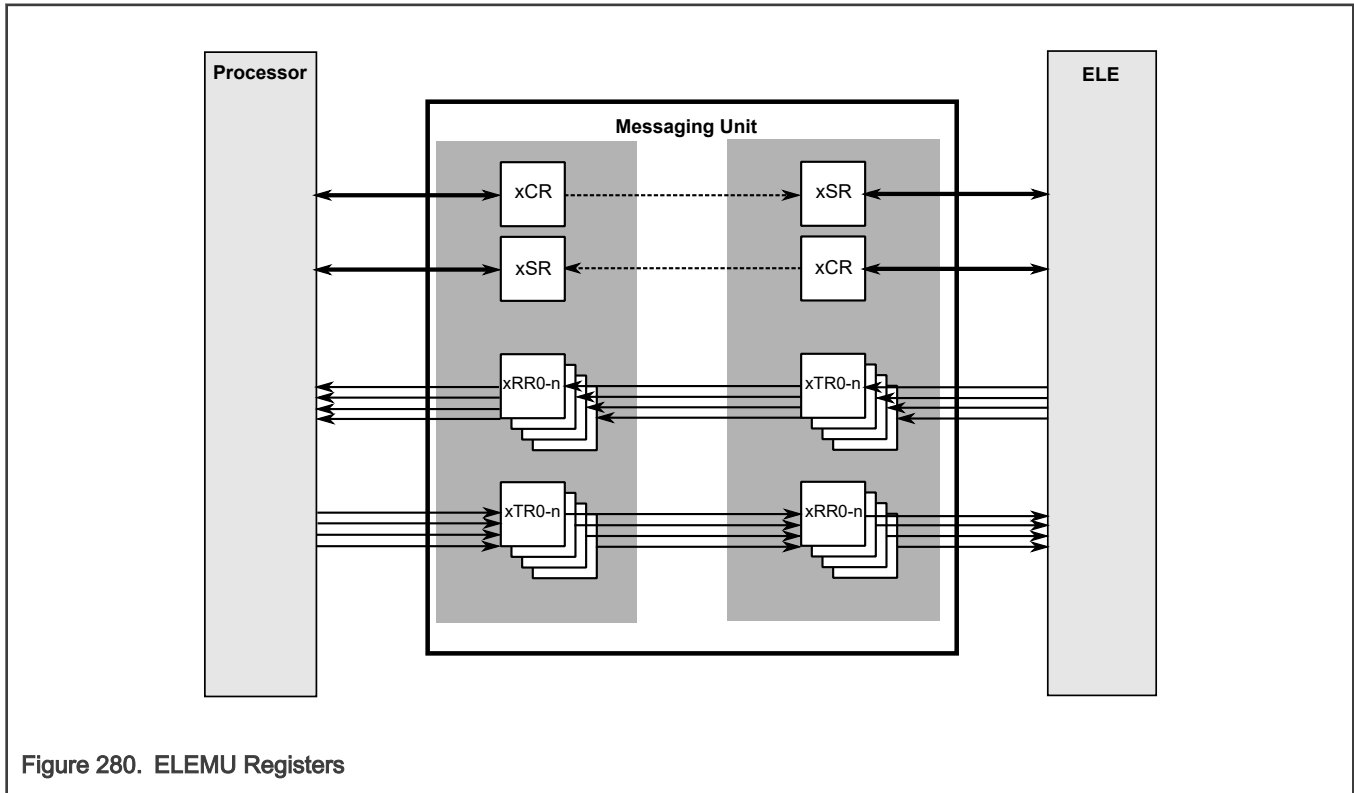 Processor
ELE
Messaging Unit
xCR
xSR
xSR
xCR
xRR0-n
xTR0-n
xTR0-n
xRR0-n
Figure 280. ELEMU Registers